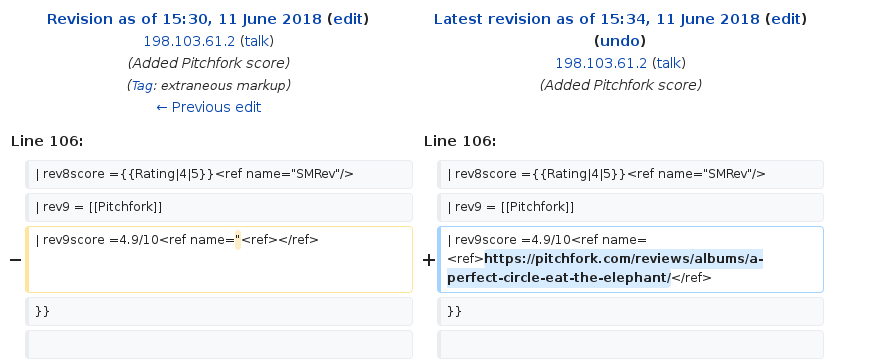 Revision as of 15:30, 11 June 2018 (edit)
198.103.61.2 (talk)
(Added Pitchfork score)
(Tag: extraneous markup)
← Previous edit
Latest revision as of 15:34, 11 June 2018 (edit)
(undo)
198.103.61.2 (talk)
(Added Pitchfork score)
Line 106:
Line 106:
| rev8score ={{Rating|4|5}}<ref name="SMRev"/>
| rev8score ={{Rating|4|5}}<ref name="SMRev"/>
| rev9 = [[Pitchfork]]
| rev9 = [[Pitchfork]]
− | rev9score =4.9/10<ref name="<ref></ref>
+ | rev9score =4.9/10<ref name=
<ref>https://pitchfork.com/reviews/albums/a-
perfect-circle-eat-the-elephant/</ref>
}}
}}